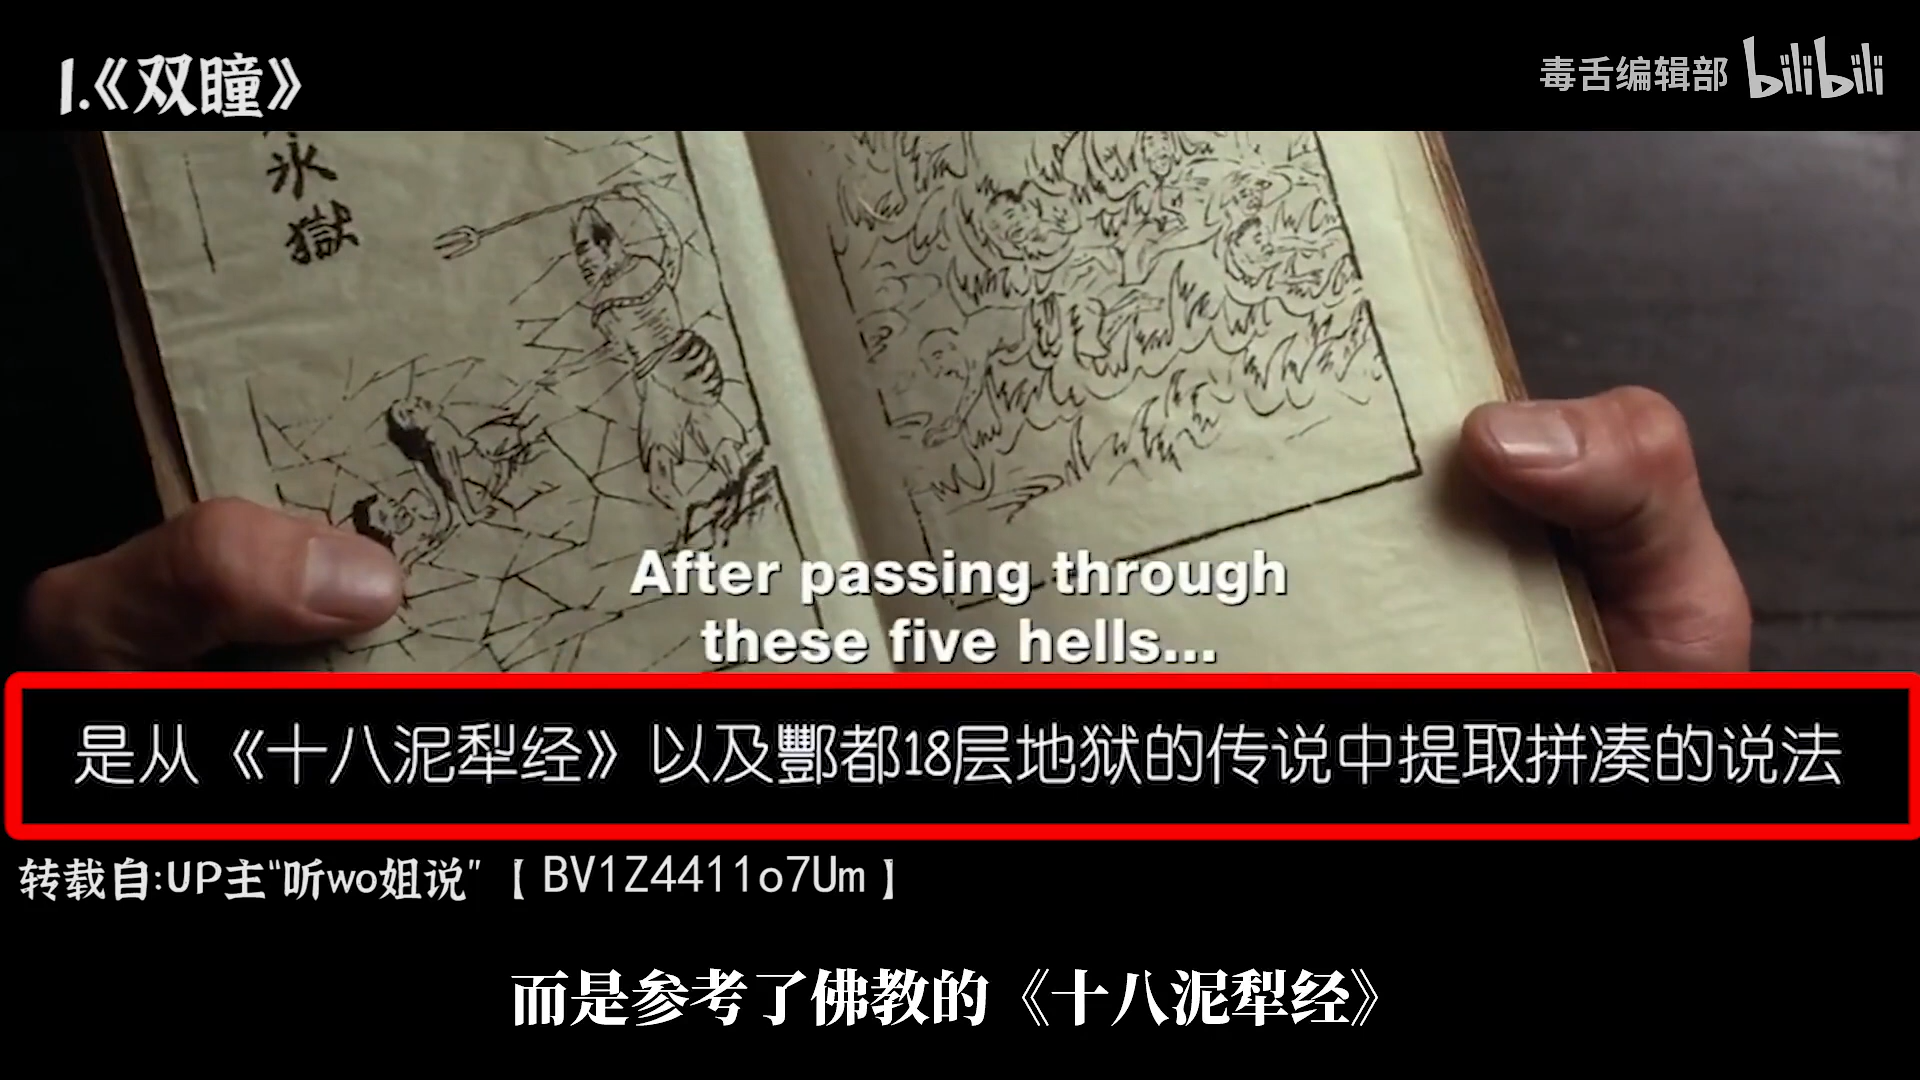 1.《双瞳》
毒舌编辑部 bilibili
冰獄
After passing through
these five hells...
是从《十八泥犁经》以及酆都18层地狱的传说中提取拼凑的说法
转载自:UP主“听wo姐说”【BV1Z4411o7Um】
而是参考了佛教的《十八泥犁经》